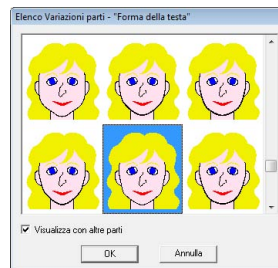 Elenco Variazioni parti - "Forma della testa"
Visualizza con altre parti
OK
Annulla